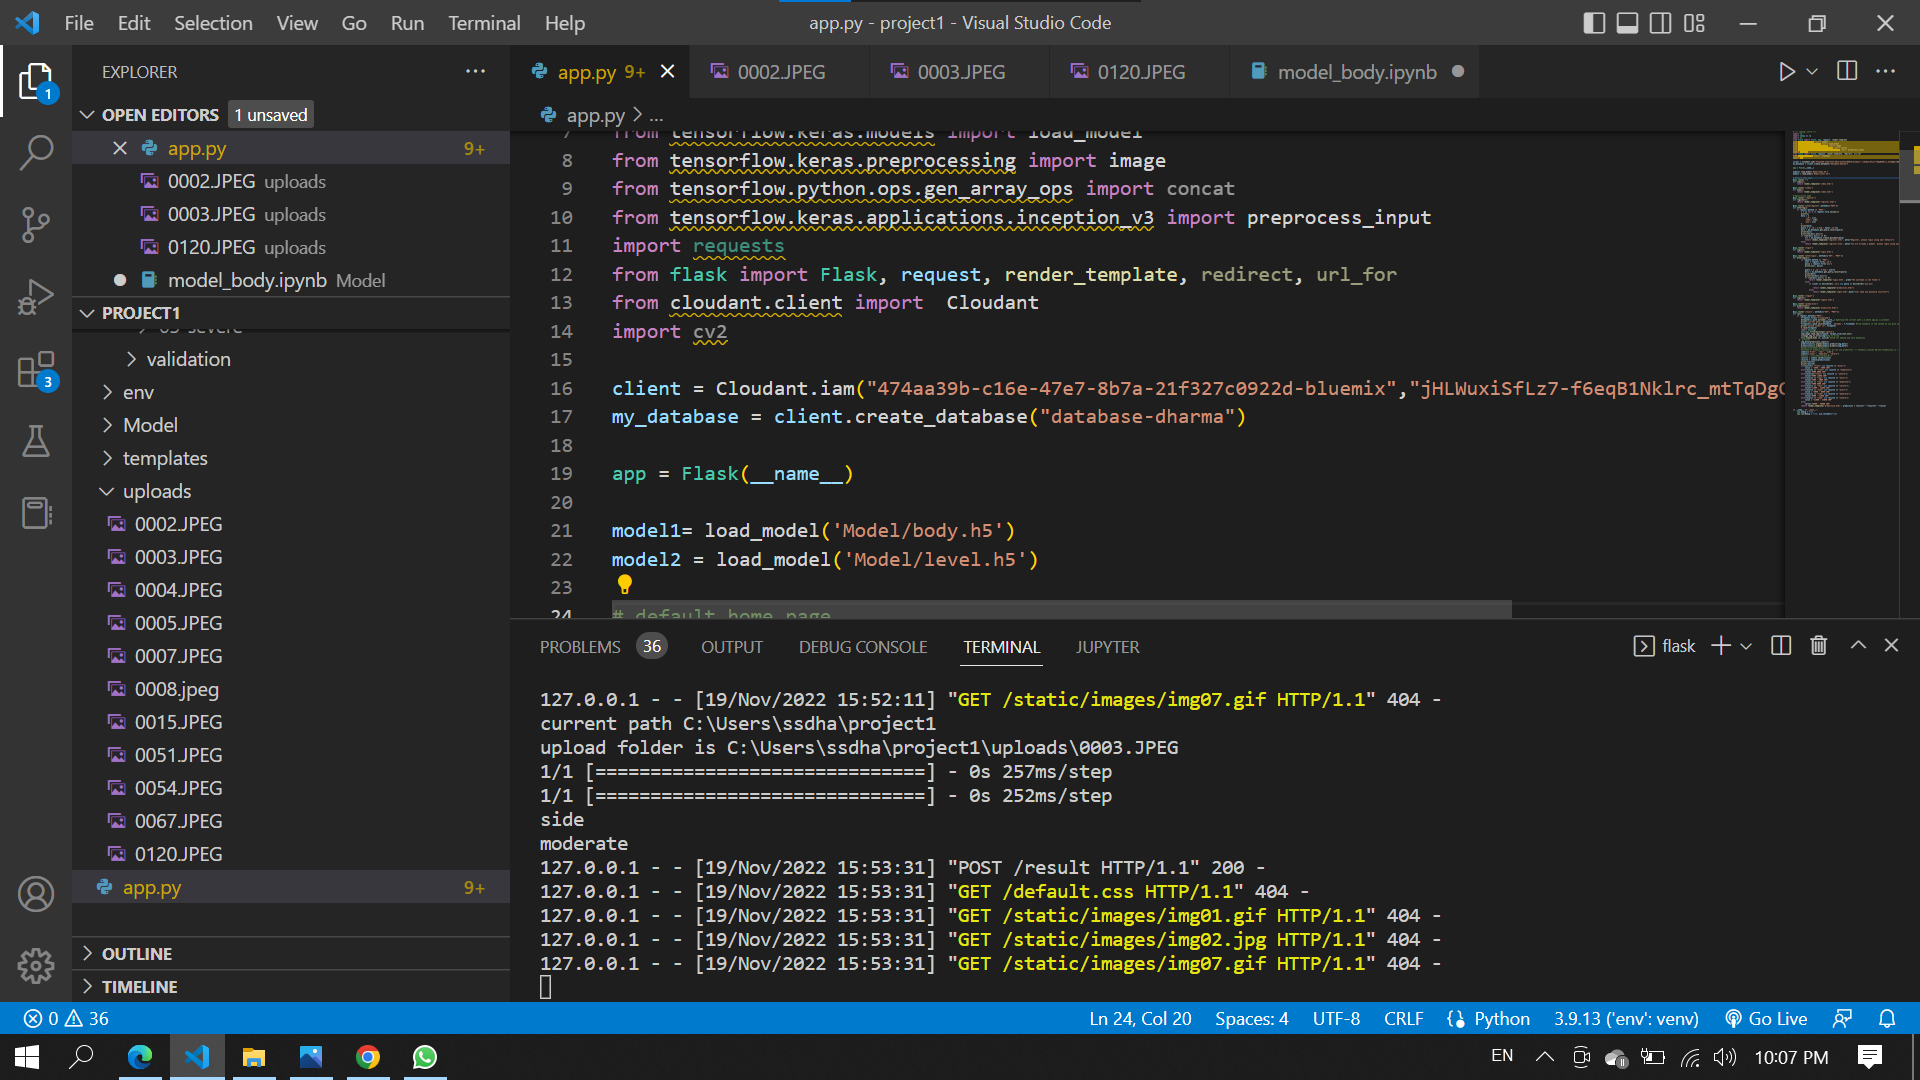 File Edit Selection View Go Run Terminal Help
app.py - project1 - Visual Studio Code
EXPLORER
OPEN EDITORS 1 unsaved
app.py 9+
0002.JPEG uploads
0003.JPEG uploads
0120.JPEG uploads
model_body.ipynb Model
PROJECT1
03-severe
validation
env
Model
templates
uploads
0002.JPEG
0003.JPEG
0004.JPEG
0005.JPEG
0007.JPEG
0008.jpeg
0015.JPEG
0051.JPEG
0054.JPEG
0067.JPEG
0120.JPEG
app.py 9+
OUTLINE
TIMELINE
1
3
app.py 9+ 0002.JPEG 0003.JPEG 0120.JPEG model_body.ipynb
app.py > ...
7 from tensorflow.keras.models import load_model
8 from tensorflow.keras.preprocessing import image
9 from tensorflow.python.ops.gen_array_ops import concat
10 from tensorflow.keras.applications.inception_v3 import preprocess_input
11 import requests
12 from flask import Flask, request, render_template, redirect, url_for
13 from cloudant.client import  Cloudant
14 import cv2
15
16 client = Cloudant.iam("474aa39b-c16e-47e7-8b7a-21f327c0922d-bluemix","jHLWuxiSfLz7-f6eqB1Nklrc_mtTqDgC
17 my_database = client.create_database("database-dharma")
18
19 app = Flask(__name__)
20
21 model1= load_model('Model/body.h5')
22 model2 = load_model('Model/level.h5')
23
24 # default home page
PROBLEMS 36 OUTPUT DEBUG CONSOLE TERMINAL JUPYTER flask
127.0.0.1 - - [19/Nov/2022 15:52:11] "GET /static/images/img07.gif HTTP/1.1" 404 -
current path C:\Users\ssdha\project1
upload folder is C:\Users\ssdha\project1\uploads\0003.JPEG
1/1 [==============================] - 0s 257ms/step
1/1 [==============================] - 0s 252ms/step
side
moderate
127.0.0.1 - - [19/Nov/2022 15:53:31] "POST /result HTTP/1.1" 200 -
127.0.0.1 - - [19/Nov/2022 15:53:31] "GET /default.css HTTP/1.1" 404 -
127.0.0.1 - - [19/Nov/2022 15:53:31] "GET /static/images/img01.gif HTTP/1.1" 404 -
127.0.0.1 - - [19/Nov/2022 15:53:31] "GET /static/images/img02.jpg HTTP/1.1" 404 -
127.0.0.1 - - [19/Nov/2022 15:53:31] "GET /static/images/img07.gif HTTP/1.1" 404 -
0 36 Ln 24, Col 20 Spaces: 4 UTF-8 CRLF Python 3.9.13 ('env': venv) Go Live
EN 10:07 PM